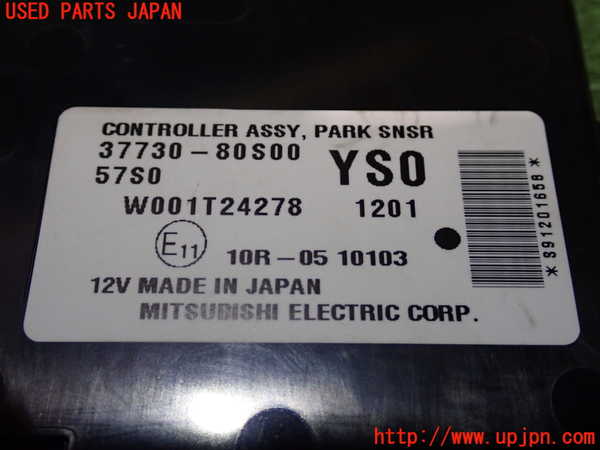 USED PARTS JAPAN
CONTROLLER ASSY, PARK SNSR
37730-80S00
57S0
YS0
W001T24278 1201
E11 10R-05 10103
12V MADE IN JAPAN
MITSUBISHI ELECTRIC CORP.
*S91201658*
http://www.upjpn.com/